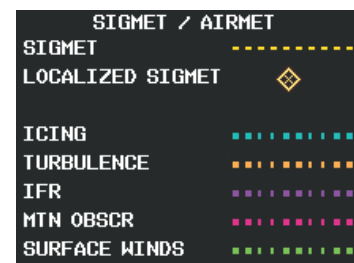 SIGMET / AIRMET
SIGMET
LOCALIZED SIGMET
ICING
TURBULENCE
IFR
MTN OBSCR
SURFACE WINDS